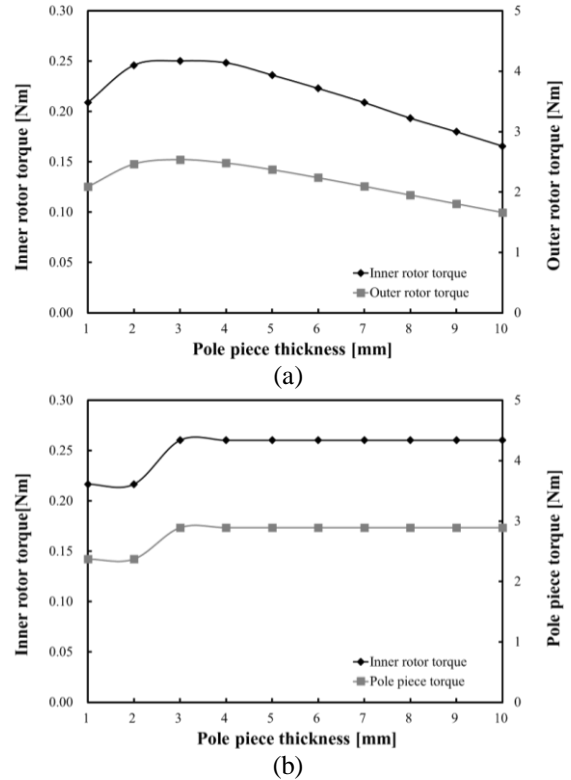 0.30
0.25
0.20
0.15
0.10
0.05
0.00
Inner rotor torque [Nm]
5
4
3
2
1
0
Outer rotor torque [Nm]
Inner rotor torque
Outer rotor torque
1 2 3 4 5 6 7 8 9 10
Pole piece thickness [mm]
(a)
0.30
0.25
0.20
0.15
0.10
0.05
0.00
Inner rotor torque[Nm]
5
4
3
2
1
0
Pole piece torque [Nm]
Inner rotor torque
Pole piece torque
1 2 3 4 5 6 7 8 9 10
Pole piece thickness [mm]
(b)